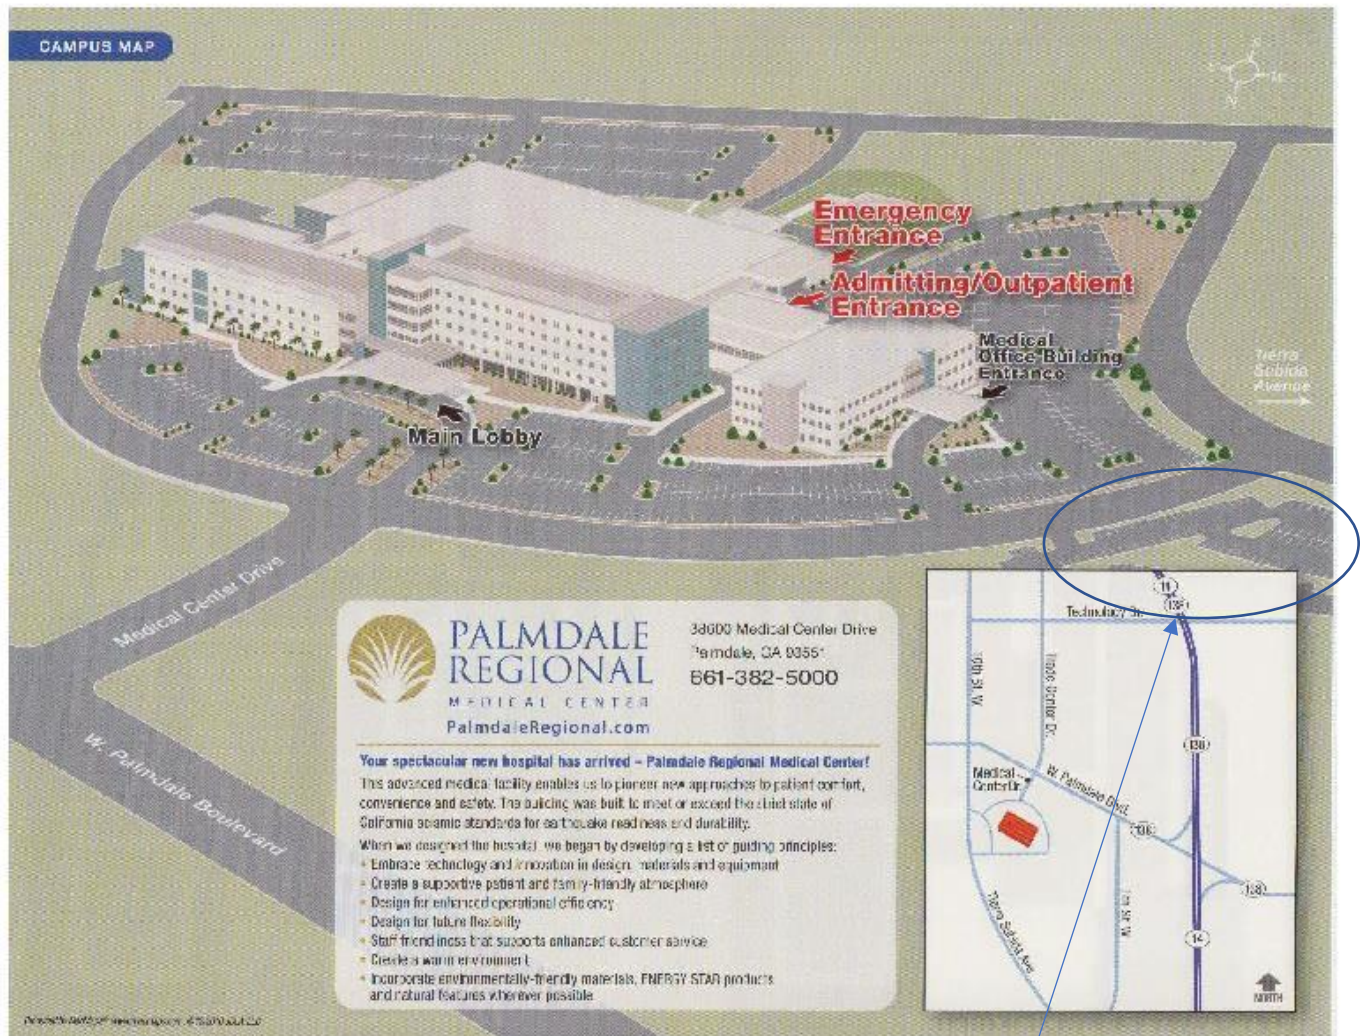 CAMPUS MAP
Emergency
Entrance
Admitting/Outpatient
Entrance
Medical
Office Building
Entrance
Tierra
Subida
Avenue
Main Lobby
Medical Center Drive
W. Palmdale Boulevard
PALMDALE
REGIONAL
MEDICAL CENTER
PalmdaleRegional.com
38600 Medical Center Drive
Palmdale, CA 93551
661-382-5000
Your spectacular new hospital has arrived – Palmdale Regional Medical Center!
This advanced medical facility enables us to pioneer new approaches to patient comfort,
convenience and safety. The building was built to meet or exceed the strict state of
California seismic standards for earthquake readiness and durability.
When we designed the hospital, we began by developing a list of guiding principles:
• Embrace technology and innovation in design, materials and equipment
• Create a supportive patient and family-friendly atmosphere
• Design for enhanced operational efficiency
• Design for future flexibility
• Staff friendliness that supports enhanced customer service
• Create a warm environment
• Incorporate environmentally-friendly materials, ENERGY STAR products
and natural features wherever possible
14
138
Technology Dr.
10th St. W.
Trade Center Dr.
138
Medical
Center Dr.
W. Palmdale Blvd.
138
138
Tierra Subida Ave
St W
14
NORTH